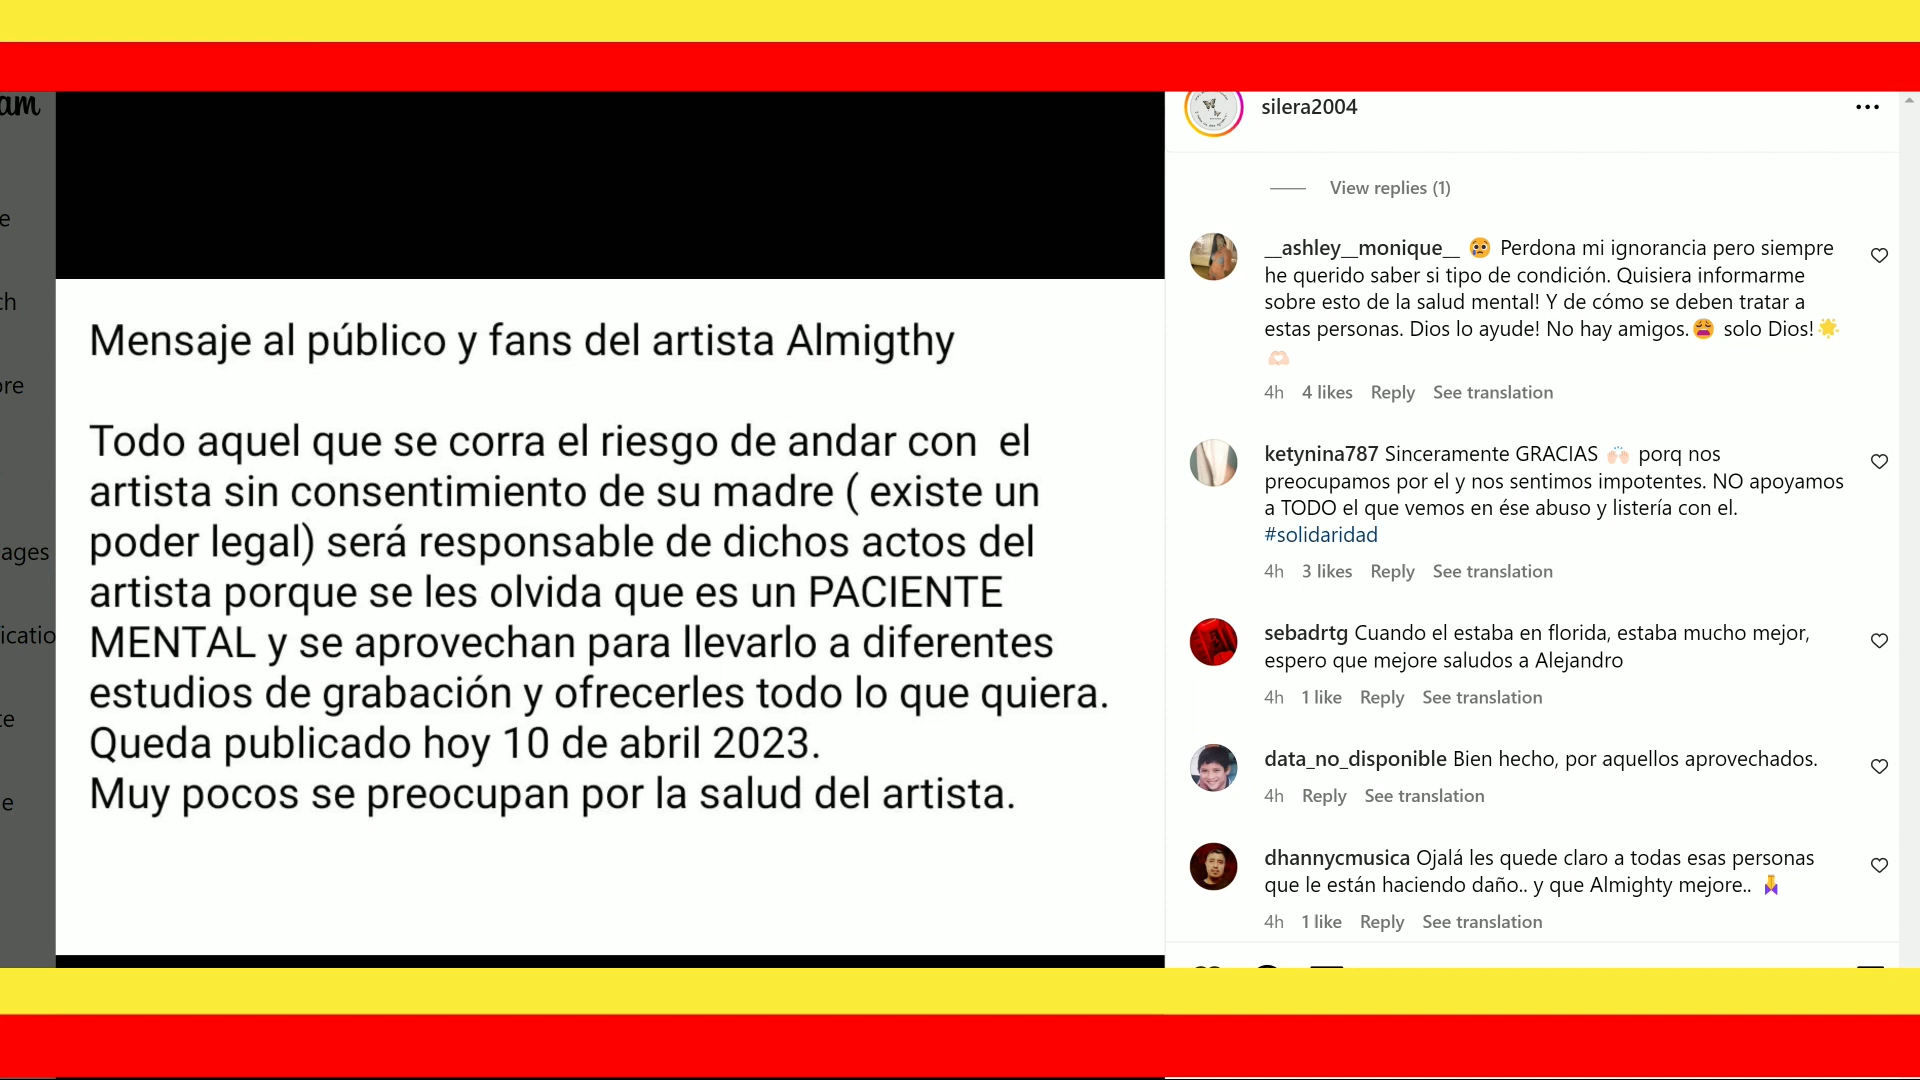 am
e
ch
ore
ages
icatio
te
e
Mensaje al público y fans del artista Almigthy
Todo aquel que se corra el riesgo de andar con el
artista sin consentimiento de su madre ( existe un
poder legal) será responsable de dichos actos del
artista porque se les olvida que es un PACIENTE
MENTAL y se aprovechan para llevarlo a diferentes
estudios de grabación y ofrecerles todo lo que quiera.
Queda publicado hoy 10 de abril 2023.
Muy pocos se preocupan por la salud del artista.
silera2004
View replies (1)
__ashley__monique__ 😢 Perdona mi ignorancia pero siempre
he querido saber si tipo de condición. Quisiera informarme
sobre esto de la salud mental! Y de cómo se deben tratar a
estas personas. Dios lo ayude! No hay amigos.😩 solo Dios!🌟
🫶🏻
4h 4 likes Reply See translation
ketynina787 Sinceramente GRACIAS 🙌🏻 porq nos
preocupamos por el y nos sentimos impotentes. NO apoyamos
a TODO el que vemos en ése abuso y listería con el.
#solidaridad
4h 3 likes Reply See translation
sebadrtg Cuando el estaba en florida, estaba mucho mejor,
espero que mejore saludos a Alejandro
4h 1 like Reply See translation
data_no_disponible Bien hecho, por aquellos aprovechados.
4h Reply See translation
dhannycmusica Ojalá les quede claro a todas esas personas
que le están haciendo daño.. y que Almighty mejore.. 🙏
4h 1 like Reply See translation